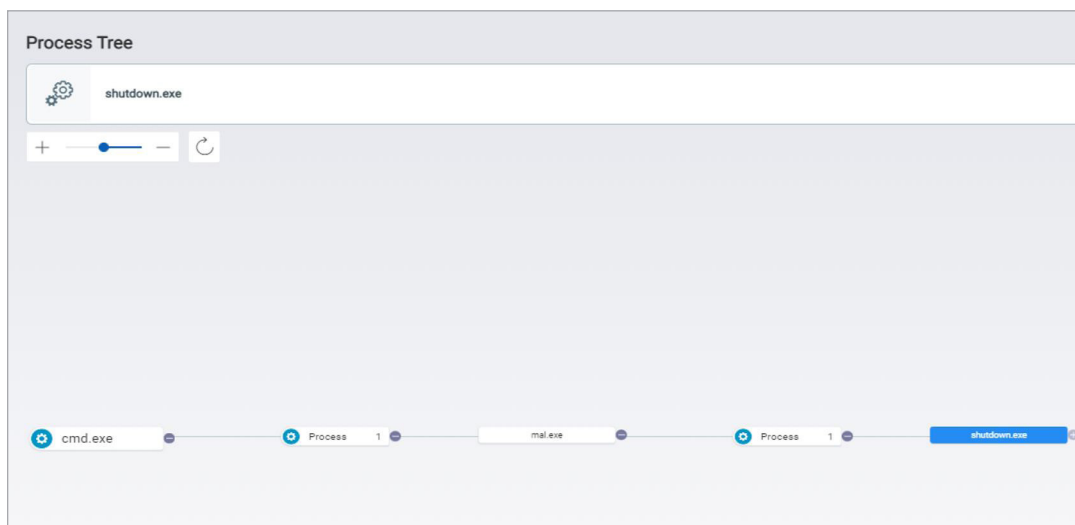 Process Tree
shutdown.exe
cmd.exe
Process 1
mal.exe
Process 1
shutdown.exe